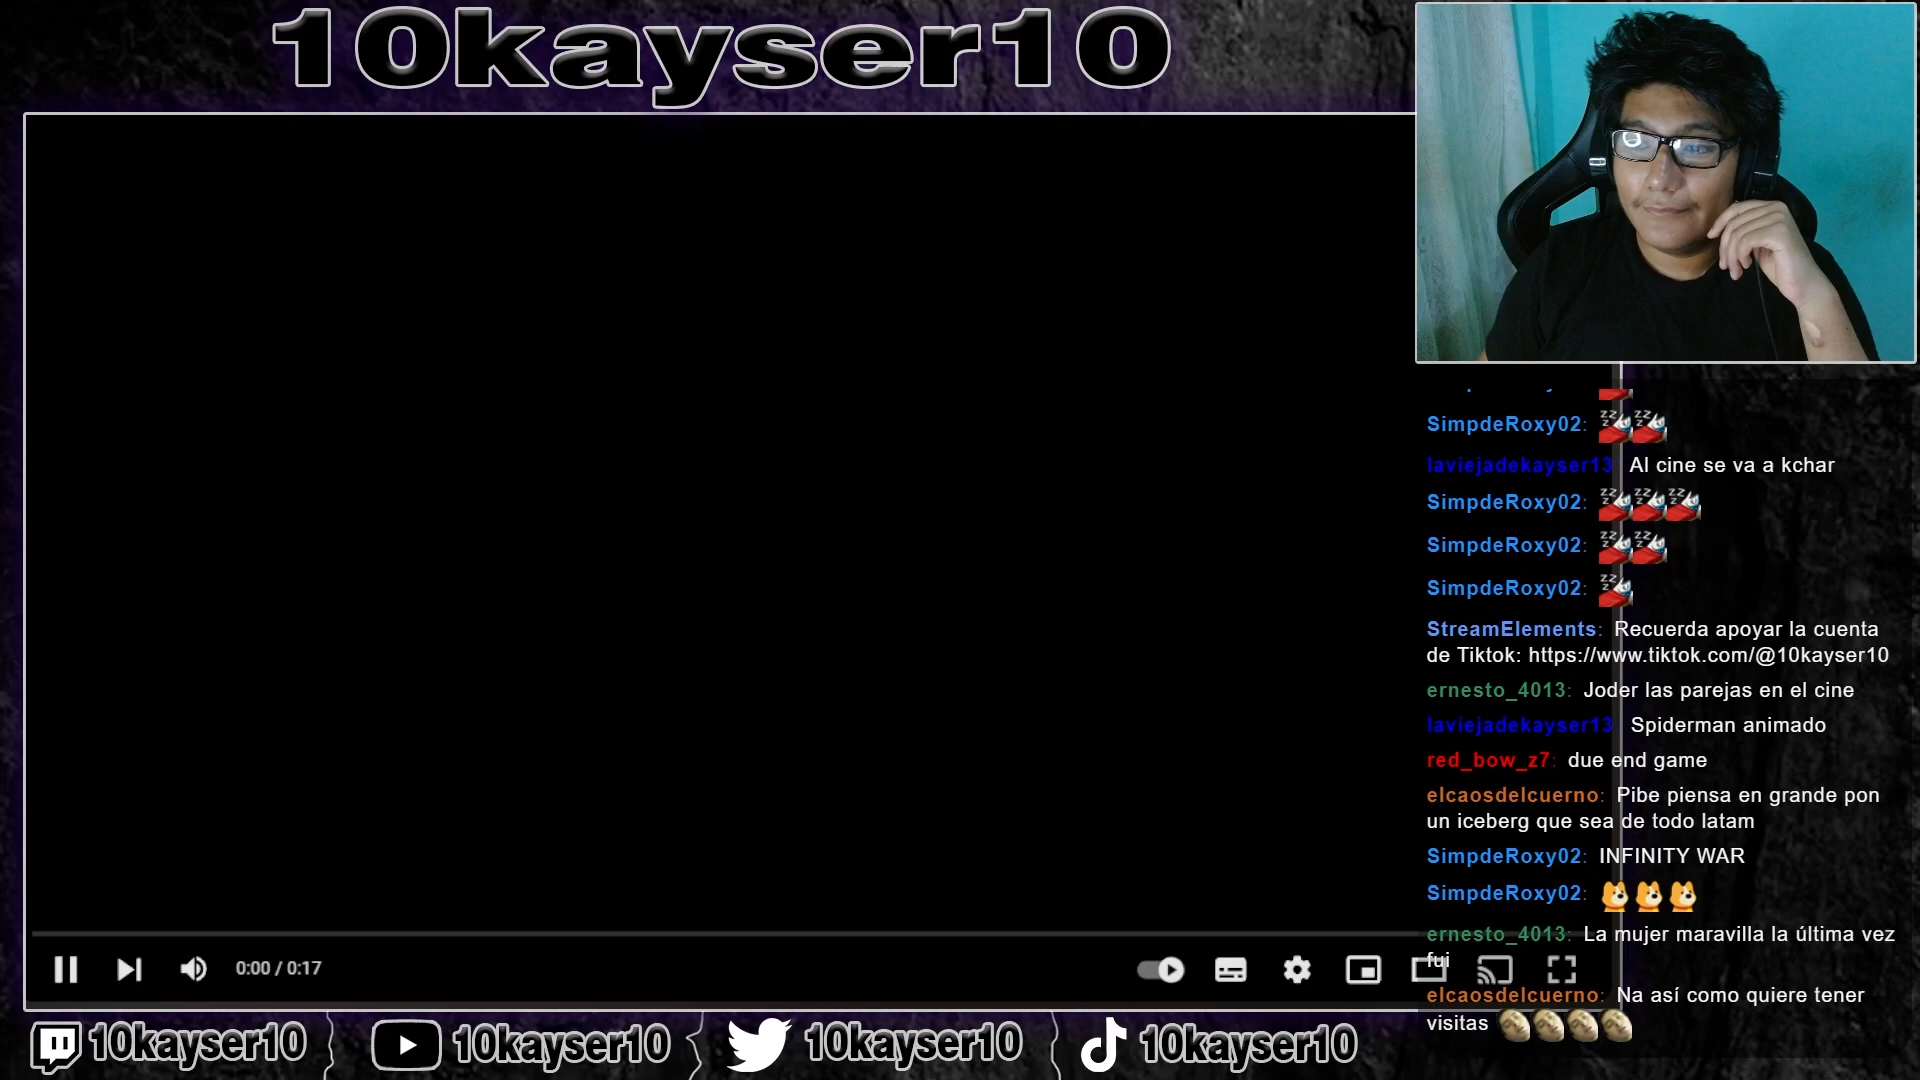 10kayser10
SimpdeRoxy02:
laviejadekayser13: Al cine se va a kchar
SimpdeRoxy02:
SimpdeRoxy02:
SimpdeRoxy02:
StreamElements: Recuerda apoyar la cuenta
de Tiktok: https://www.tiktok.com/@10kayser10
ernesto_4013: Joder las parejas en el cine
laviejadekayser13: Spiderman animado
red_bow_z7: due end game
elcaosdelcuerno: Pibe piensa en grande pon
un iceberg que sea de todo latam
SimpdeRoxy02: INFINITY WAR
SimpdeRoxy02:
ernesto_4013: La mujer maravilla la última vez
fui
elcaosdelcuerno: Na así como quiere tener
visitas
0:00 / 0:17
10kayser10
10kayser10
10kayser10
10kayser10